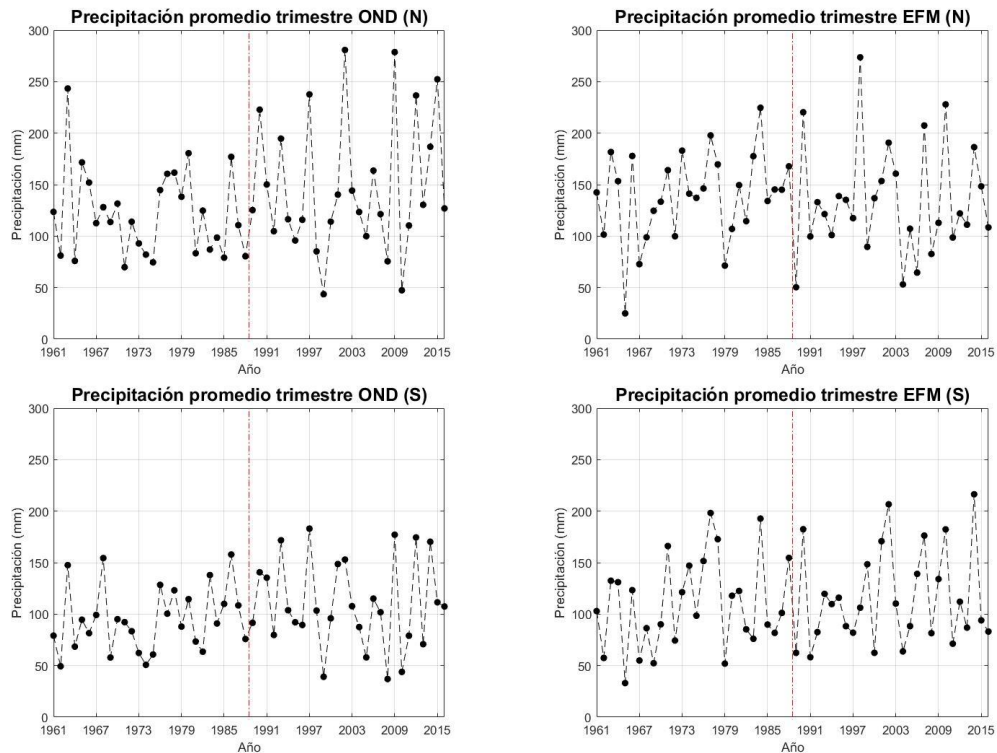 Precipitación promedio trimestre OND (N)
300
250
200
150
100
50
0
Precipitación (mm)
1961 1967 1973 1979 1985 1991 1997 2003 2009 2015
Año
Precipitación promedio trimestre EFM (N)
300
250
200
150
100
50
0
Precipitación (mm)
1961 1967 1973 1979 1985 1991 1997 2003 2009 2015
Año
Precipitación promedio trimestre OND (S)
300
250
200
150
100
50
0
Precipitación (mm)
1961 1967 1973 1979 1985 1991 1997 2003 2009 2015
Año
Precipitación promedio trimestre EFM (S)
300
250
200
150
100
50
0
Precipitación (mm)
1961 1967 1973 1979 1985 1991 1997 2003 2009 2015
Año